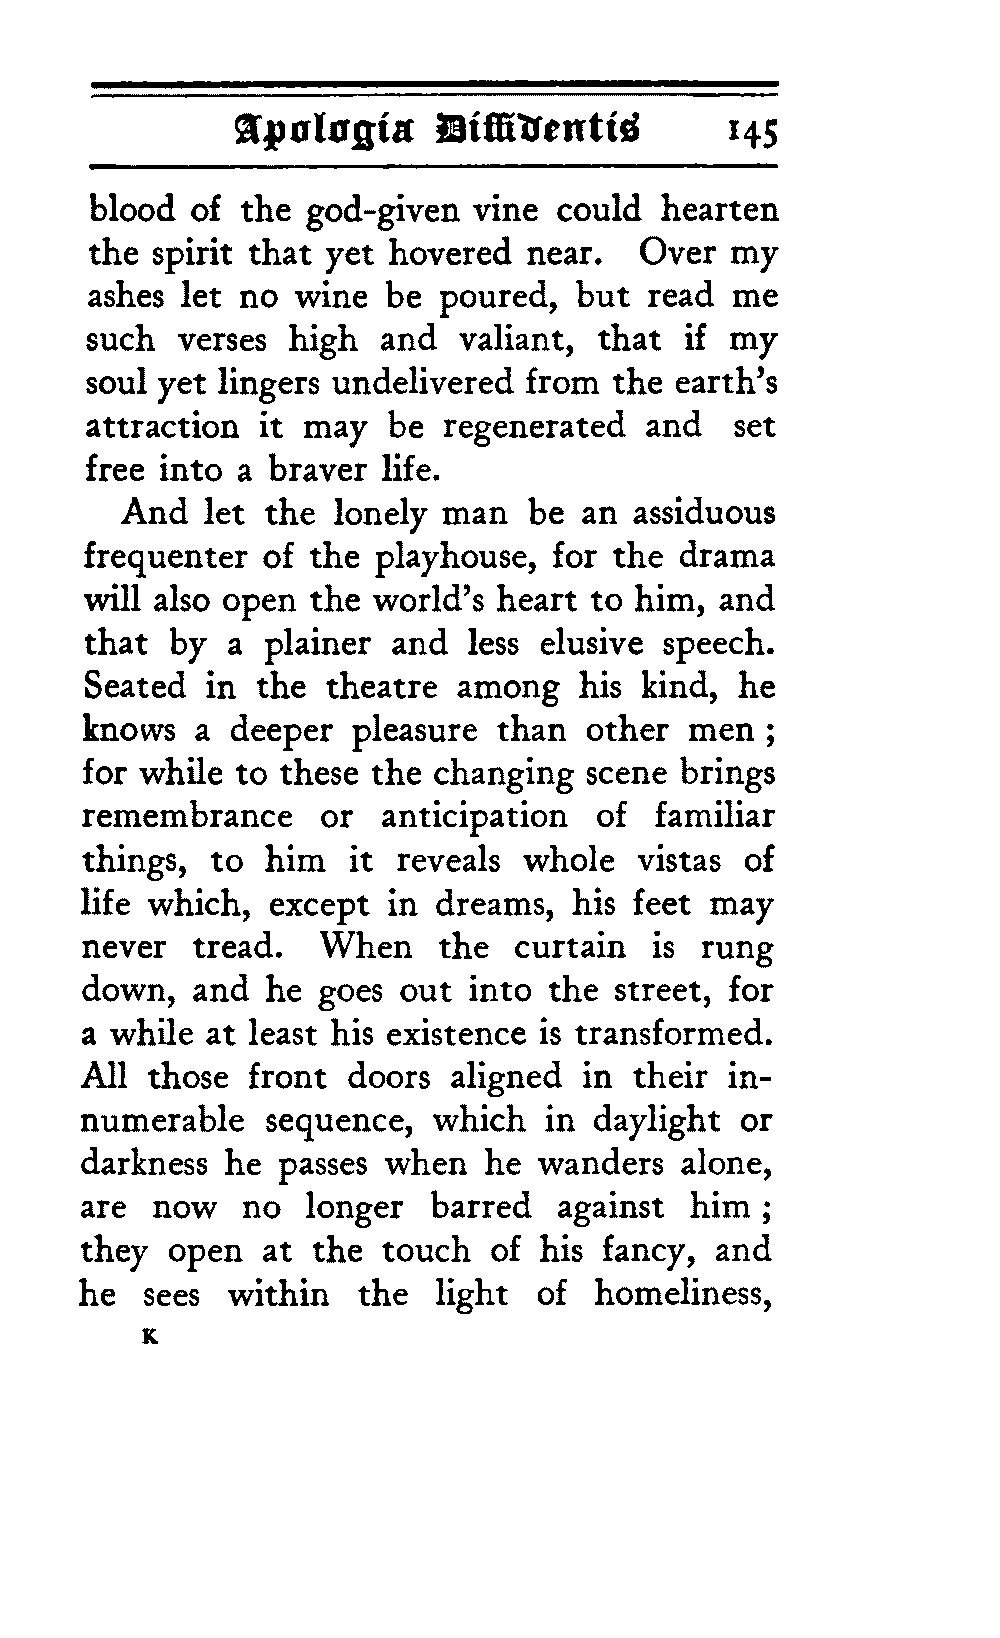 Apologia Diffidentis 145
blood of the god-given vine could hearten
the spirit that yet hovered near. Over my
ashes let no wine be poured, but read me
such verses high and valiant, that if my
soul yet lingers undelivered from the earth's
attraction it may be regenerated and set
free into a braver life.
And let the lonely man be an assiduous
frequenter of the playhouse, for the drama
will also open the world's heart to him, and
that by a plainer and less elusive speech.
Seated in the theatre among his kind, he
knows a deeper pleasure than other men ;
for while to these the changing scene brings
remembrance or anticipation of familiar
things, to him it reveals whole vistas of
life which, except in dreams, his feet may
never tread. When the curtain is rung
down, and he goes out into the street, for
a while at least his existence is transformed.
All those front doors aligned in their in-
numerable sequence, which in daylight or
darkness he passes when he wanders alone,
are now no longer barred against him ;
they open at the touch of his fancy, and
he sees within the light of homeliness,
K